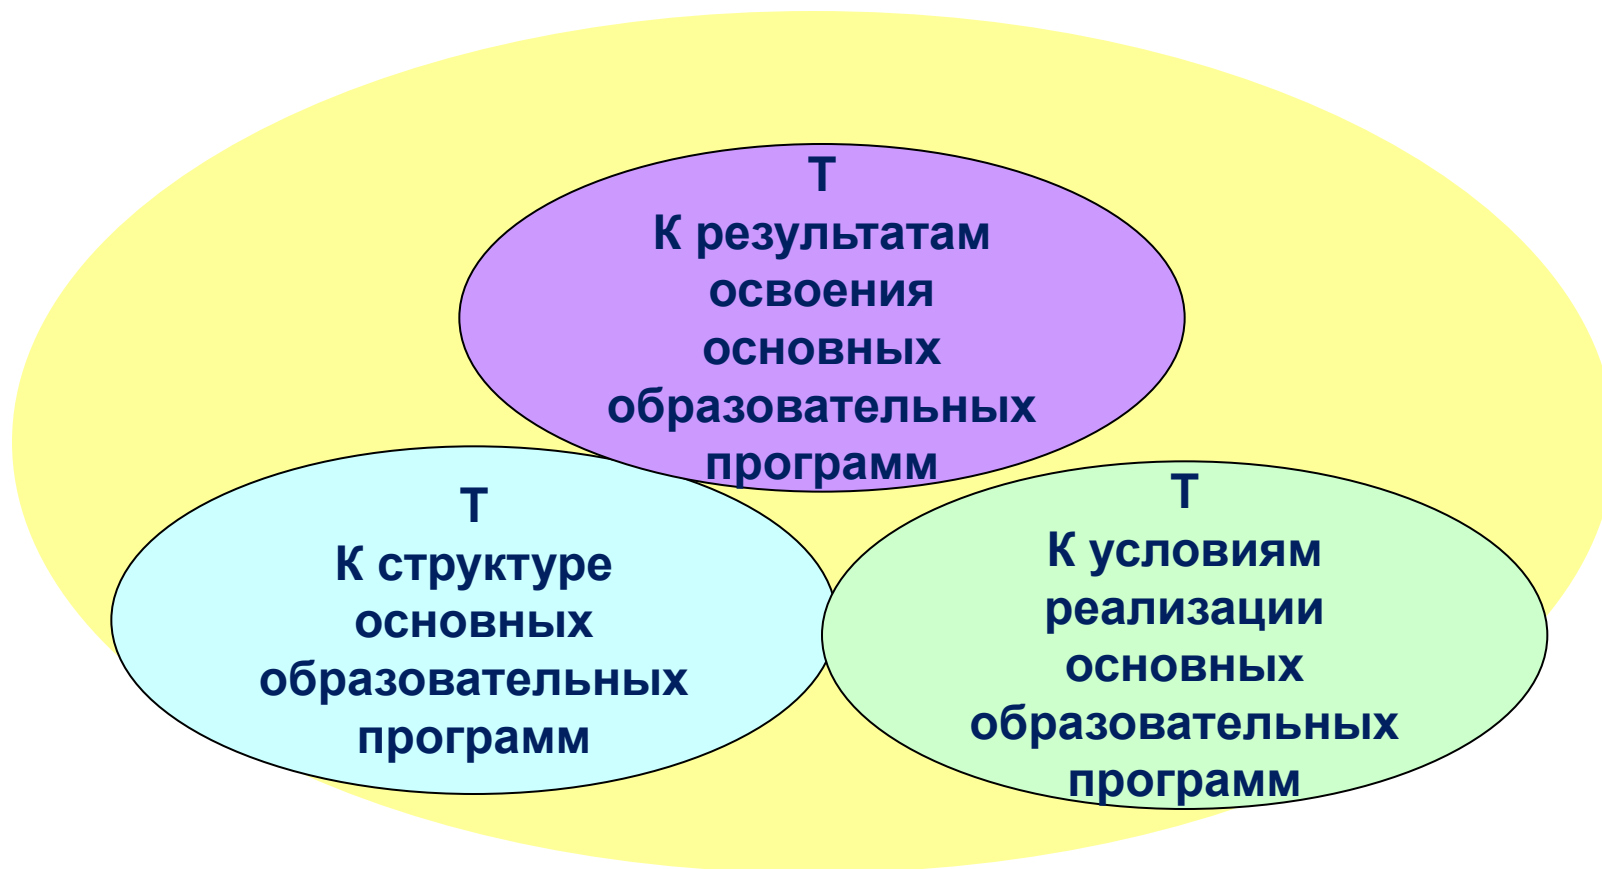 Т
К результатам
освоения
основных
образовательных
программ
Т
К структуре
основных
образовательных
программ
Т
К условиям
реализации
основных
образовательных
программ